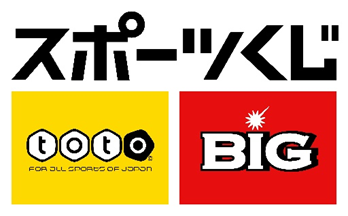 スポーツくじ
toto
FOR ALL SPORTS OF JAPAN
BIG